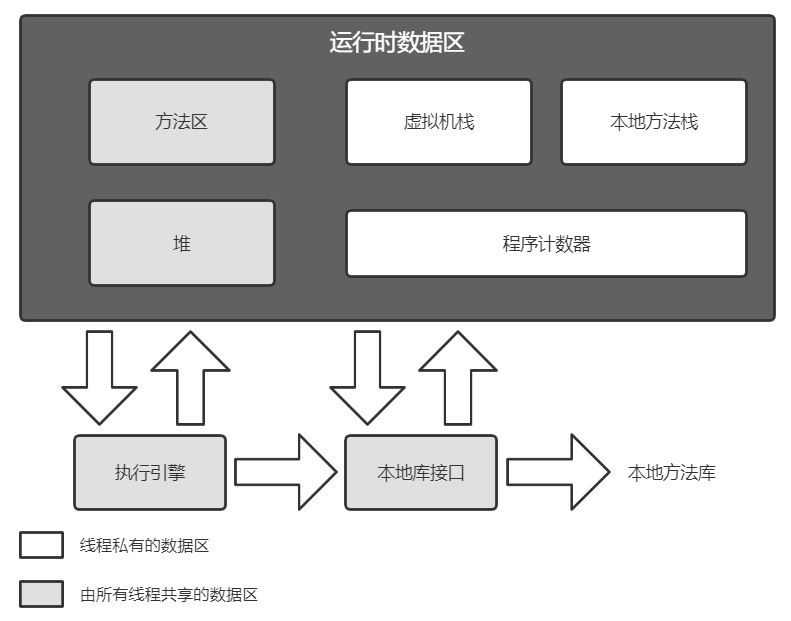 运行时数据区
方法区
虚拟机栈
本地方法栈
堆
程序计数器
执行引擎
本地库接口
本地方法库
线程私有的数据区
由所有线程共享的数据区